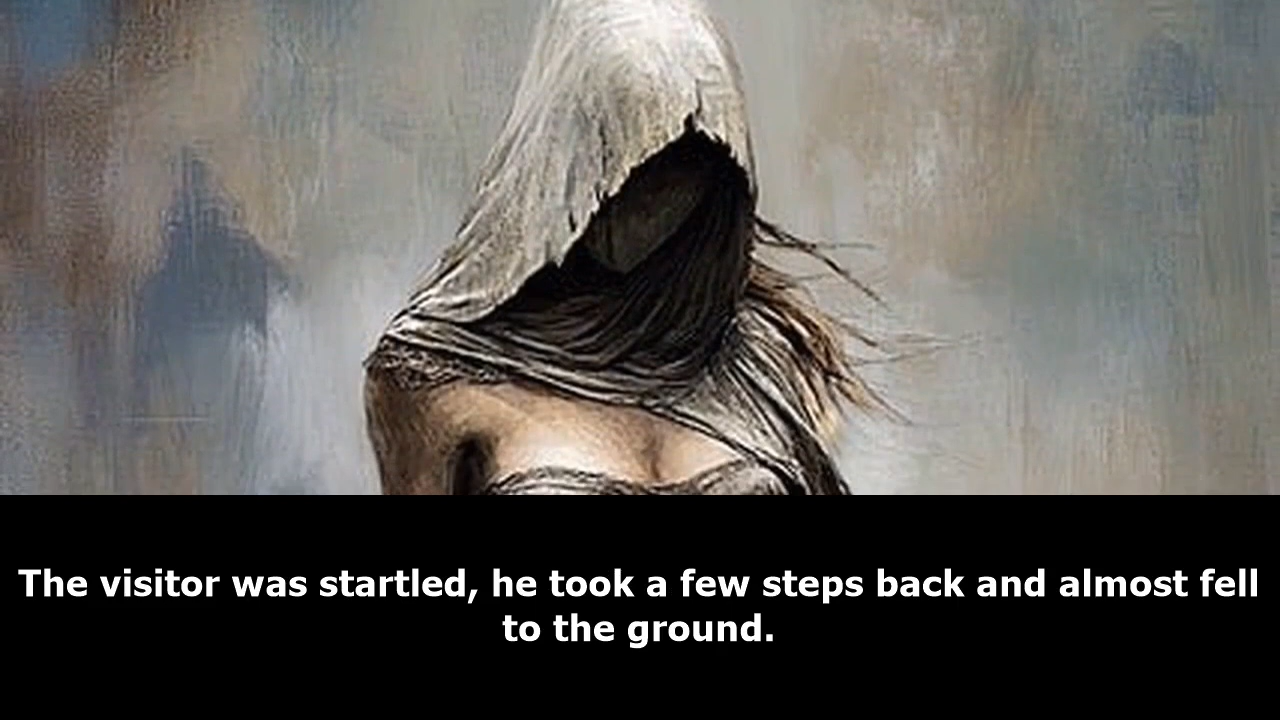 The visitor was startled, he took a few steps back and almost fell
to the ground.